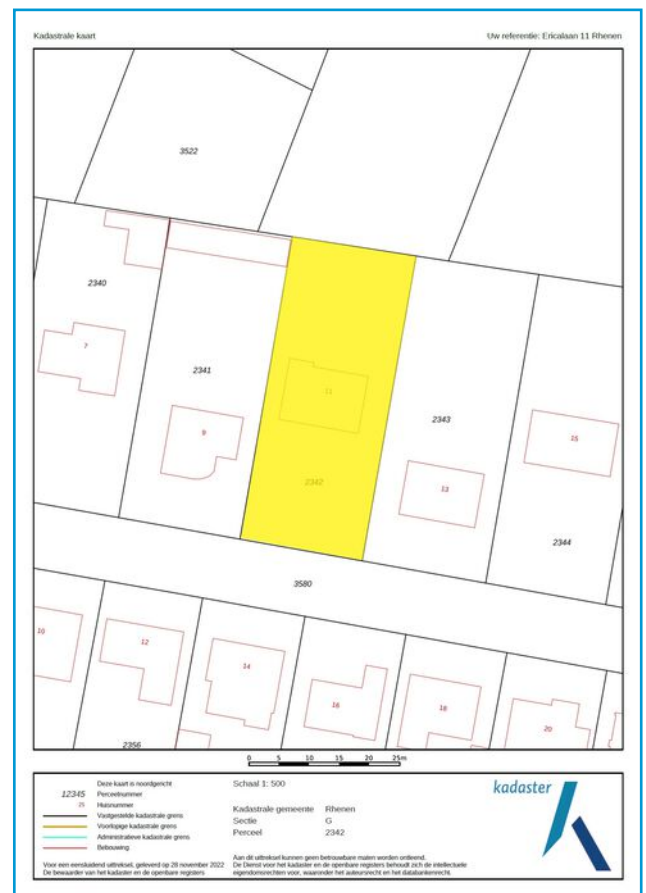 Kadastrale kaart Uw referentie: Ericalaan 11 Rhenen
3522
2340
7
2341
9
11
2342
2343
13
15
2344
3580
10
12
14
16
18
20
2356
0 5 10 15 20 25m
Deze kaart is noordgericht
12345 Perceelnummer
25 Huisnummer
Vastgestelde kadastrale grens
Voorlopige kadastrale grens
Administratieve kadastrale grens
Bebouwing
Voor een eensluidend uittreksel, geleverd op 28 november 2022
De bewaarder van het kadaster en de openbare registers
Schaal 1: 500
Kadastrale gemeente Rhenen
Sectie G
Perceel 2342
Aan dit uittreksel kunnen geen betrouwbare maten worden ontleend.
De Dienst voor het kadaster en de openbare registers behoudt zich de intellectuele
eigendomsrechten voor, waaronder het auteursrecht en het databankenrecht.
kadaster